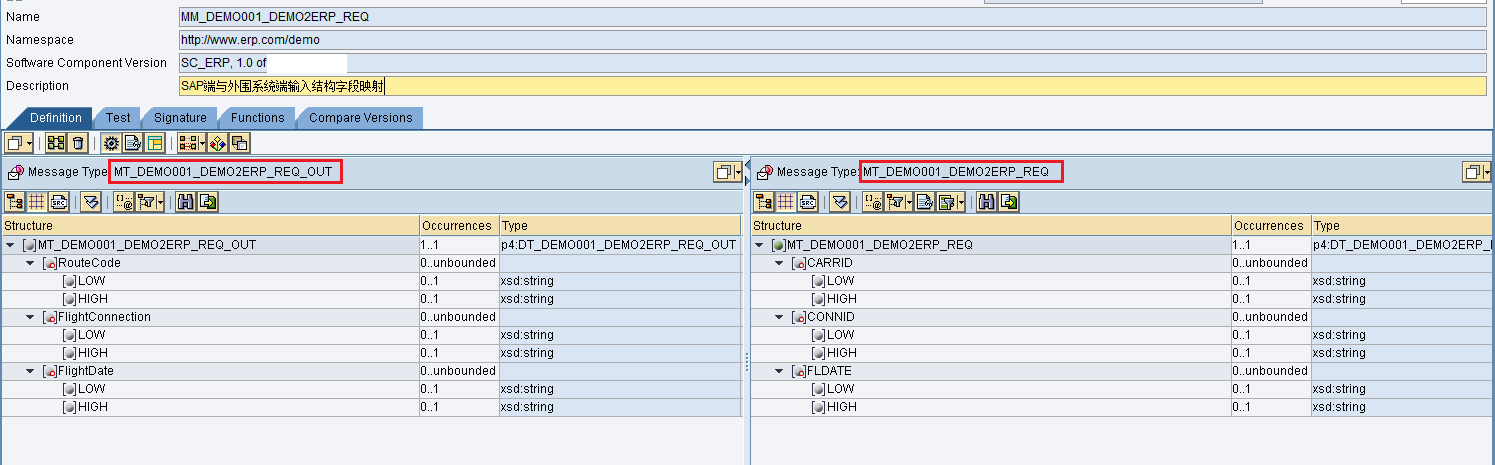 Name MM_DEMO001_DEMO2ERP_REQ
Namespace http://www.erp.com/demo
Software Component Version SC_ERP, 1.0 of
Description SAP端与外围系统端输入结构字段映射
Definition Test Signature Functions Compare Versions
Message Type: MT_DEMO001_DEMO2ERP_REQ_OUT
Structure Occurrences Type
MT_DEMO001_DEMO2ERP_REQ_OUT 1..1 p4:DT_DEMO001_DEMO2ERP_REQ_OUT
RouteCode 0..unbounded
LOW 0..1 xsd:string
HIGH 0..1 xsd:string
FlightConnection 0..unbounded
LOW 0..1 xsd:string
HIGH 0..1 xsd:string
FlightDate 0..unbounded
LOW 0..1 xsd:string
HIGH 0..1 xsd:string
Message Type: MT_DEMO001_DEMO2ERP_REQ
Structure Occurrences Type
MT_DEMO001_DEMO2ERP_REQ 1..1 p4:DT_DEMO001_DEMO2ERP_
CARRID 0..unbounded
LOW 0..1 xsd:string
HIGH 0..1 xsd:string
CONNID 0..unbounded
LOW 0..1 xsd:string
HIGH 0..1 xsd:string
FLDATE 0..unbounded
LOW 0..1 xsd:string
HIGH 0..1 xsd:string